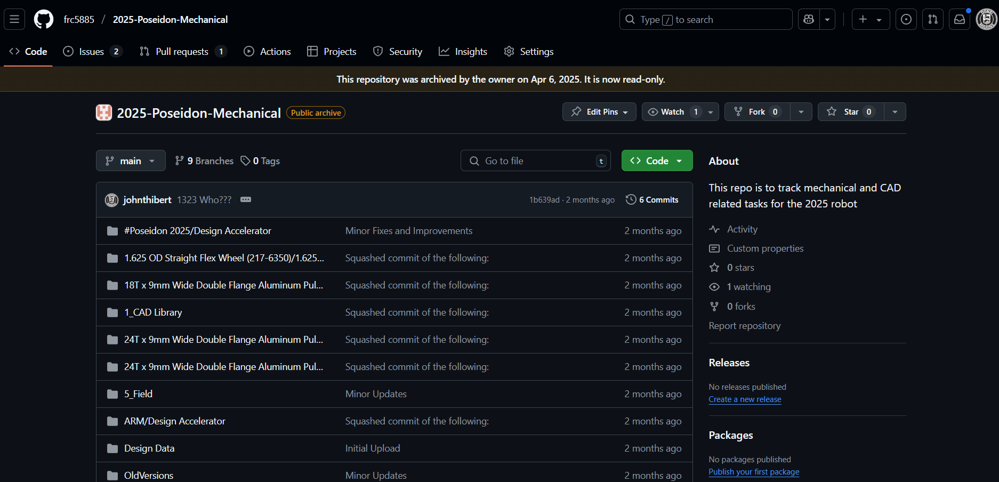 frc5885 / 2025-Poseidon-Mechanical
Type / to search
Code
Issues 2
Pull requests 1
Actions
Projects
Security
Insights
Settings
This repository was archived by the owner on Apr 6, 2025. It is now read-only.
2025-Poseidon-Mechanical
Public archive
Edit Pins
Watch 1
Fork 0
Star 0
main
9 Branches
0 Tags
Go to file
t
Code
johnthibert 1323 Who???
1b639ad · 2 months ago
6 Commits
#Poseidon 2025/Design Accelerator Minor Fixes and Improvements 2 months ago
1.625 OD Straight Flex Wheel (217-6350)/1.625... Squashed commit of the following: 2 months ago
18T x 9mm Wide Double Flange Aluminum Pul... Squashed commit of the following: 2 months ago
1_CAD Library Squashed commit of the following: 2 months ago
24T x 9mm Wide Double Flange Aluminum Pul... Squashed commit of the following: 2 months ago
24T x 9mm Wide Double Flange Aluminum Pul... Squashed commit of the following: 2 months ago
5_Field Minor Updates 2 months ago
ARM/Design Accelerator Squashed commit of the following: 2 months ago
Design Data Initial Upload 2 months ago
OldVersions Minor Updates 2 months ago
About
This repo is to track mechanical and CAD
related tasks for the 2025 robot
Activity
Custom properties
0 stars
1 watching
0 forks
Report repository
Releases
No releases published
Create a new release
Packages
No packages published
Publish your first package